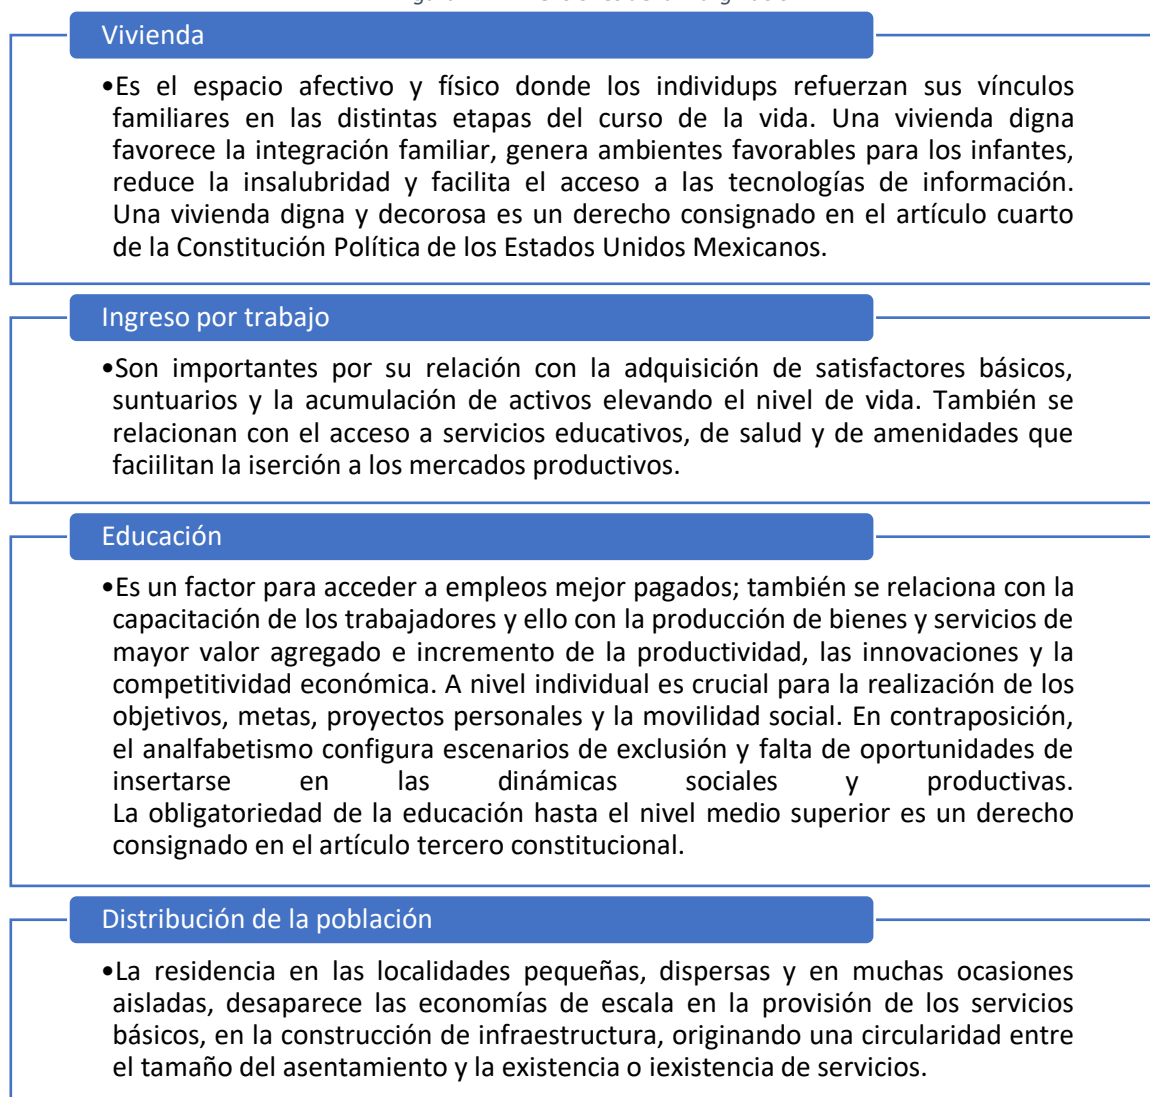 Vivienda
•Es el espacio afectivo y físico donde los individups refuerzan sus vínculos
familiares en las distintas etapas del curso de la vida. Una vivienda digna
favorece la integración familiar, genera ambientes favorables para los infantes,
reduce la insalubridad y facilita el acceso a las tecnologías de información.
Una vivienda digna y decorosa es un derecho consignado en el artículo cuarto
de la Constitución Política de los Estados Unidos Mexicanos.
Ingreso por trabajo
•Son importantes por su relación con la adquisición de satisfactores básicos,
suntuarios y la acumulación de activos elevando el nivel de vida. También se
relacionan con el acceso a servicios educativos, de salud y de amenidades que
faciilitan la iserción a los mercados productivos.
Educación
•Es un factor para acceder a empleos mejor pagados; también se relaciona con la
capacitación de los trabajadores y ello con la producción de bienes y servicios de
mayor valor agregado e incremento de la productividad, las innovaciones y la
competitividad económica. A nivel individual es crucial para la realización de los
objetivos, metas, proyectos personales y la movilidad social. En contraposición,
el analfabetismo configura escenarios de exclusión y falta de oportunidades de
insertarse en las dinámicas sociales y productivas.
La obligatoriedad de la educación hasta el nivel medio superior es un derecho
consignado en el artículo tercero constitucional.
Distribución de la población
•La residencia en las localidades pequeñas, dispersas y en muchas ocasiones
aisladas, desaparece las economías de escala en la provisión de los servicios
básicos, en la construcción de infraestructura, originando una circularidad entre
el tamaño del asentamiento y la existencia o iexistencia de servicios.